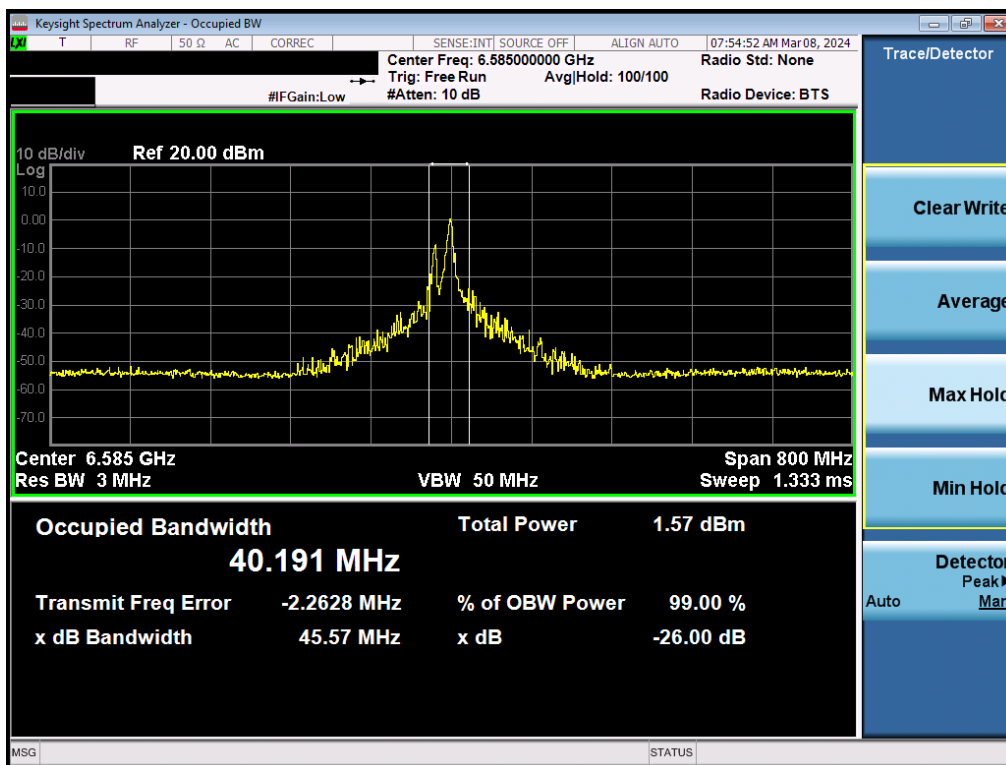 Keysight Spectrum Analyzer - Occupied BW
LXI T RF 50 Ω AC CORREC SENSE:INT SOURCE OFF ALIGN AUTO 07:54:52 AM Mar 08, 2024
Center Freq: 6.585000000 GHz Radio Std: None
Trig: Free Run Avg|Hold: 100/100
#IFGain:Low #Atten: 10 dB Radio Device: BTS
Trace/Detector
10 dB/div Ref 20.00 dBm
Log
10.0
0.00
-10.0
-20.0
-30.0
-40.0
-50.0
-60.0
-70.0
Center 6.585 GHz Span 800 MHz
Res BW 3 MHz VBW 50 MHz Sweep 1.333 ms
Occupied Bandwidth Total Power 1.57 dBm
40.191 MHz
Transmit Freq Error -2.2628 MHz % of OBW Power 99.00 %
x dB Bandwidth 45.57 MHz x dB -26.00 dB
Clear Write
Average
Max Hold
Min Hold
Detector
Peak
Auto Man
MSG STATUS